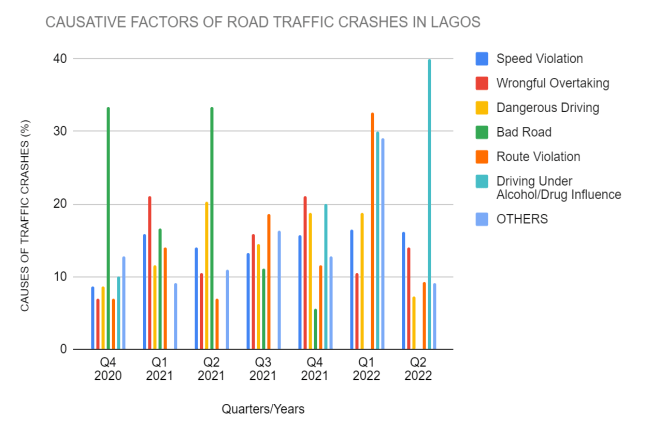 CAUSATIVE FACTORS OF ROAD TRAFFIC CRASHES IN LAGOS
CAUSES OF TRAFFIC CRASHES (%)
40
30
20
10
0
Q4 Q1 Q2 Q3 Q4 Q1 Q2
2020 2021 2021 2021 2021 2022 2022
Quarters/Years
Speed Violation
Wrongful Overtaking
Dangerous Driving
Bad Road
Route Violation
Driving Under
Alcohol/Drug Influence
OTHERS